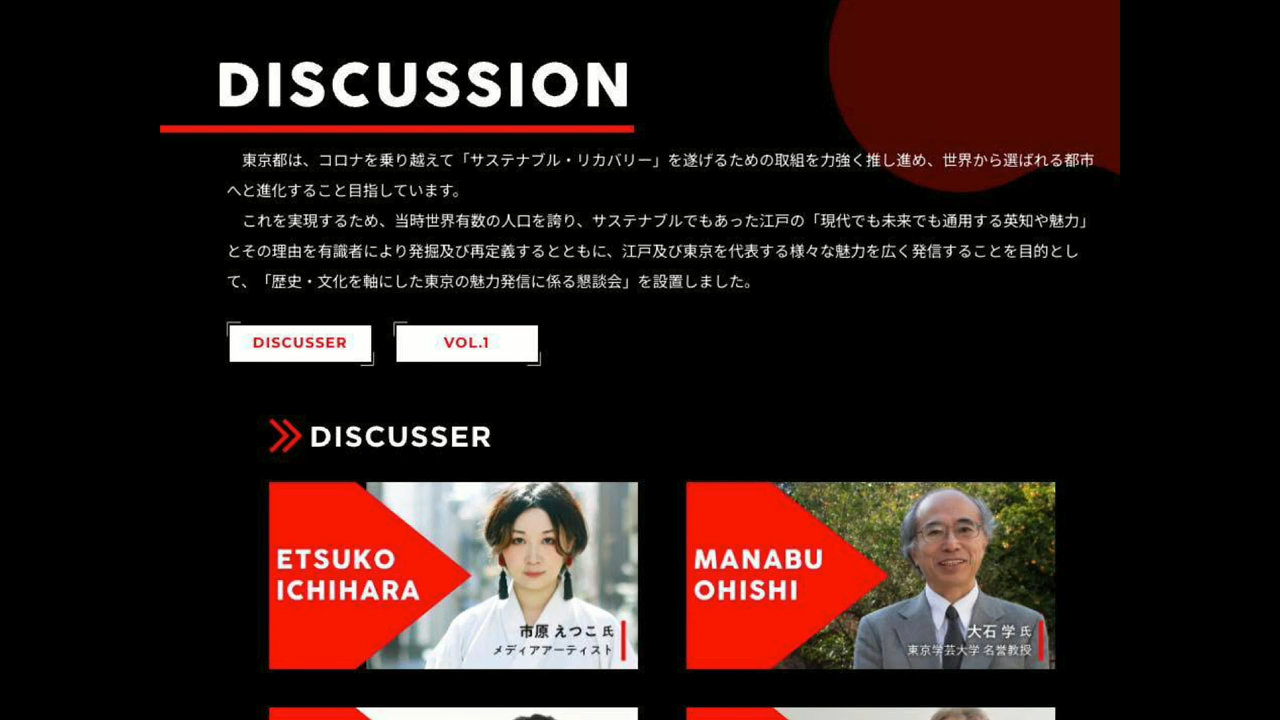 DISCUSSION
東京都は、コロナを乗り越えて「サステナブル・リカバリー」を遂げるための取組を力強く推し進め、世界から選ばれる都市
へと進化すること目指しています。
これを実現するため、当時世界有数の人口を誇り、サステナブルでもあった江戸の「現代でも未来でも通用する英知や魅力」
とその理由を有識者により発掘及び再定義するとともに、江戸及び東京を代表する様々な魅力を広く発信することを目的とし
て、「歴史・文化を軸にした東京の魅力発信に係る懇談会」を設置しました。
DISCUSSER
VOL.1
DISCUSSER
ETSUKO
ICHIHARA
市原 えつこ 氏
メディアアーティスト
MANABU
OHISHI
大石 学 氏
東京学芸大学 名誉教授